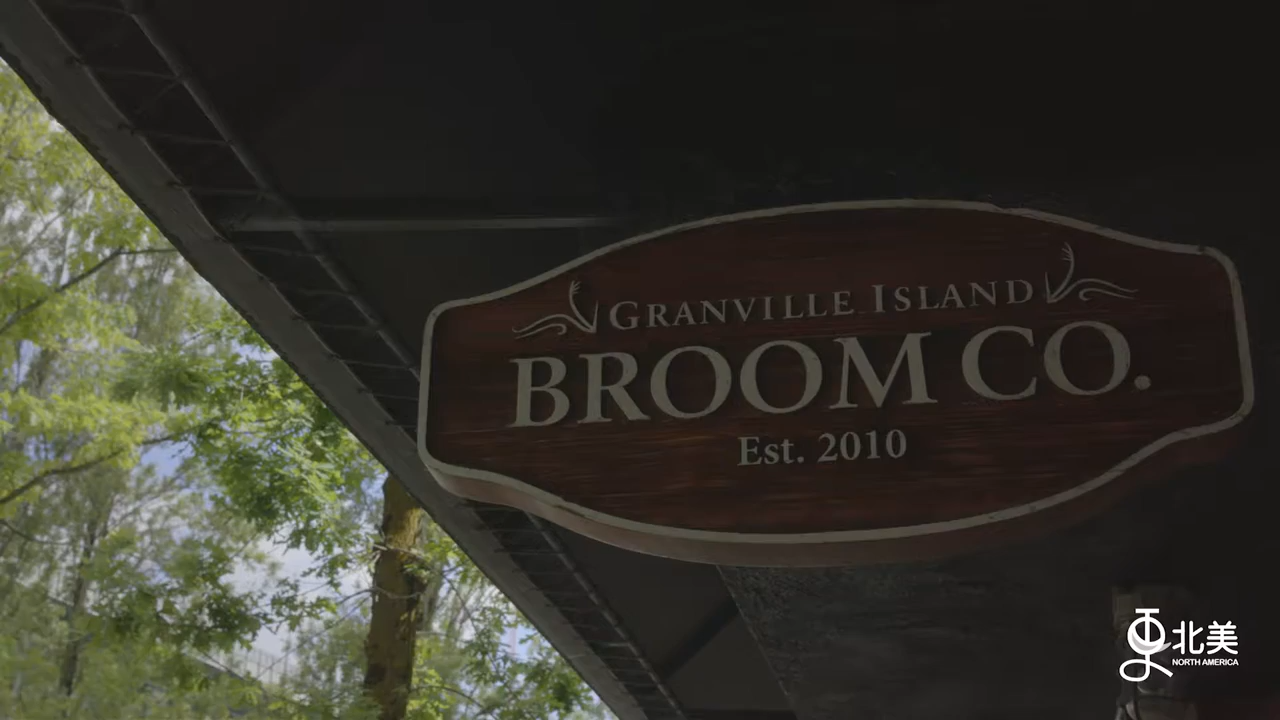 GRANVILLE ISLAND
BROOM CO.
Est. 2010
北美
NORTH AMERICA